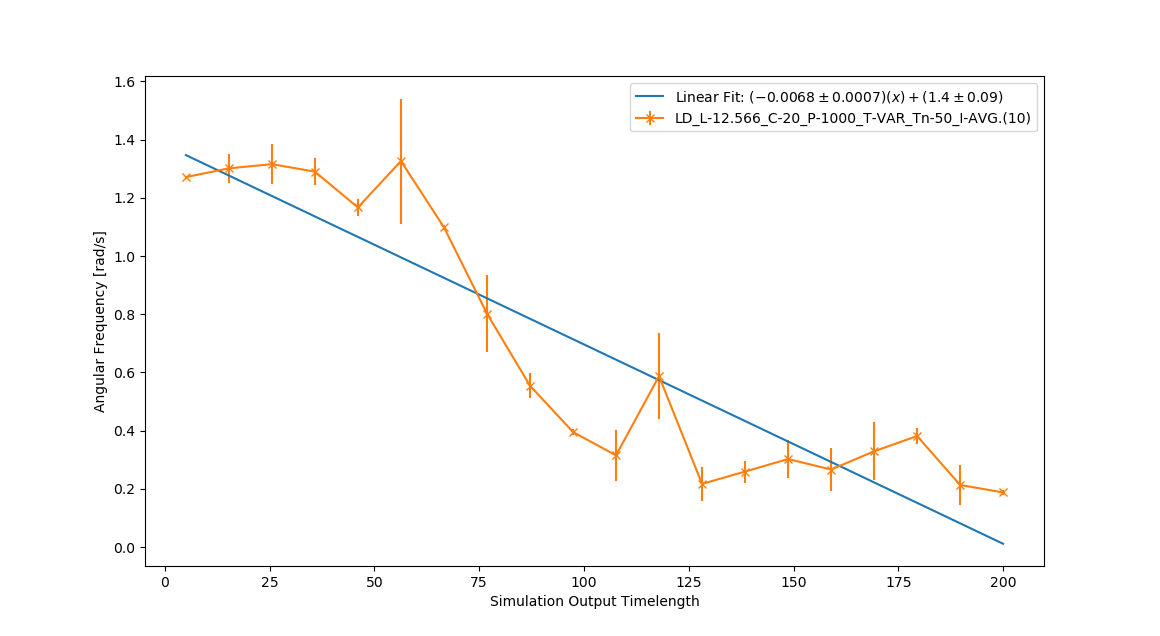 1.6
1.4
1.2
1.0
0.8
0.6
0.4
0.2
0.0
Angular Frequency [rad/s]
Linear Fit: (−0.0068 ± 0.0007)(x) + (1.4 ± 0.09)
LD_L-12.566_C-20_P-1000_T-VAR_Tn-50_I-AVG.(10)
0 25 50 75 100 125 150 175 200
Simulation Output Timelength